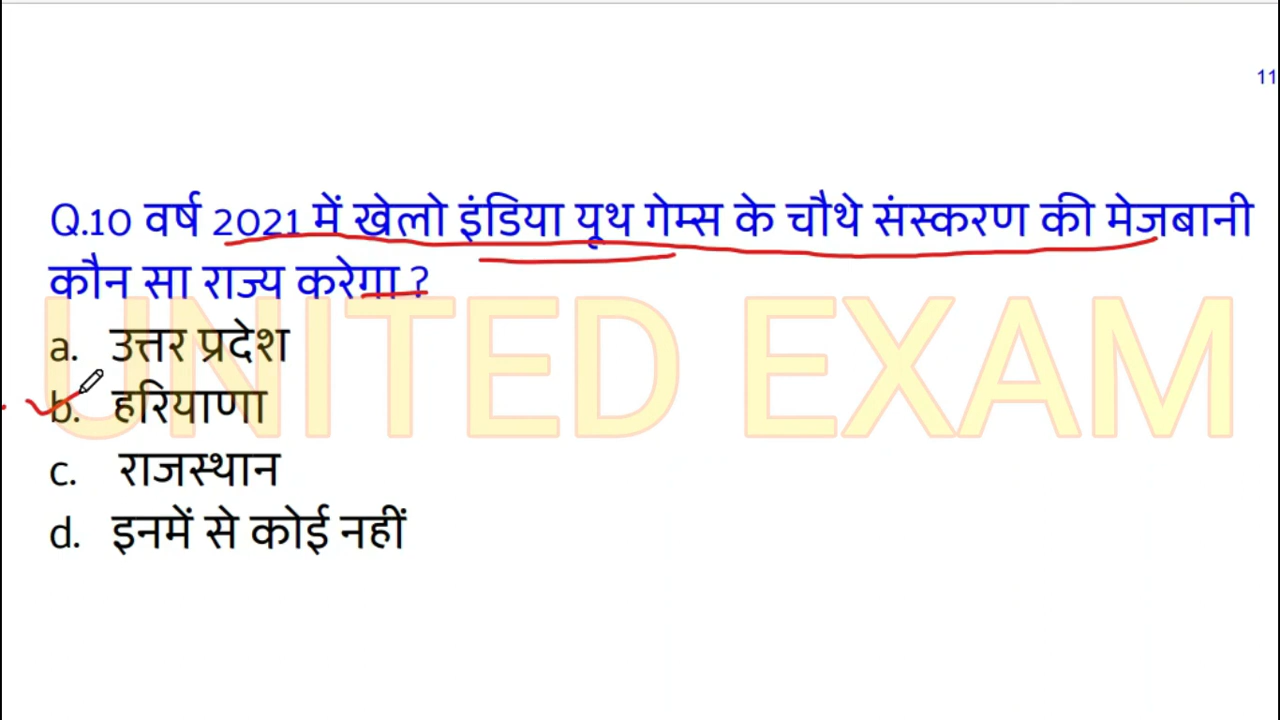 11
Q.10 वर्ष 2021 में खेलो इंडिया यूथ गेम्स के चौथे संस्करण की मेजबानी
कौन सा राज्य करेगा ?
UNITED EXAM
a. उत्तर प्रदेश
b. हरियाणा
c. राजस्थान
d. इनमें से कोई नहीं